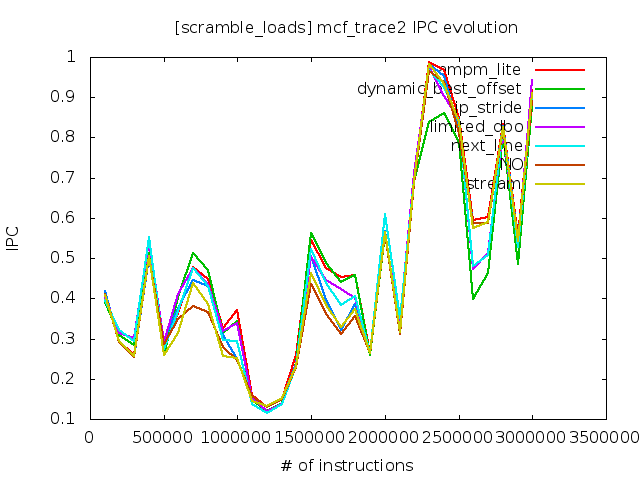 [scramble_loads] mcf_trace2 IPC evolution
1
0.9
0.8
0.7
0.6
0.5
0.4
0.3
0.2
0.1
IPC
ampm_lite
dynamic_best_offset
ip_stride
limited_obo
next_line
NO
stream
0
500000
1000000
1500000
2000000
2500000
3000000
3500000
# of instructions